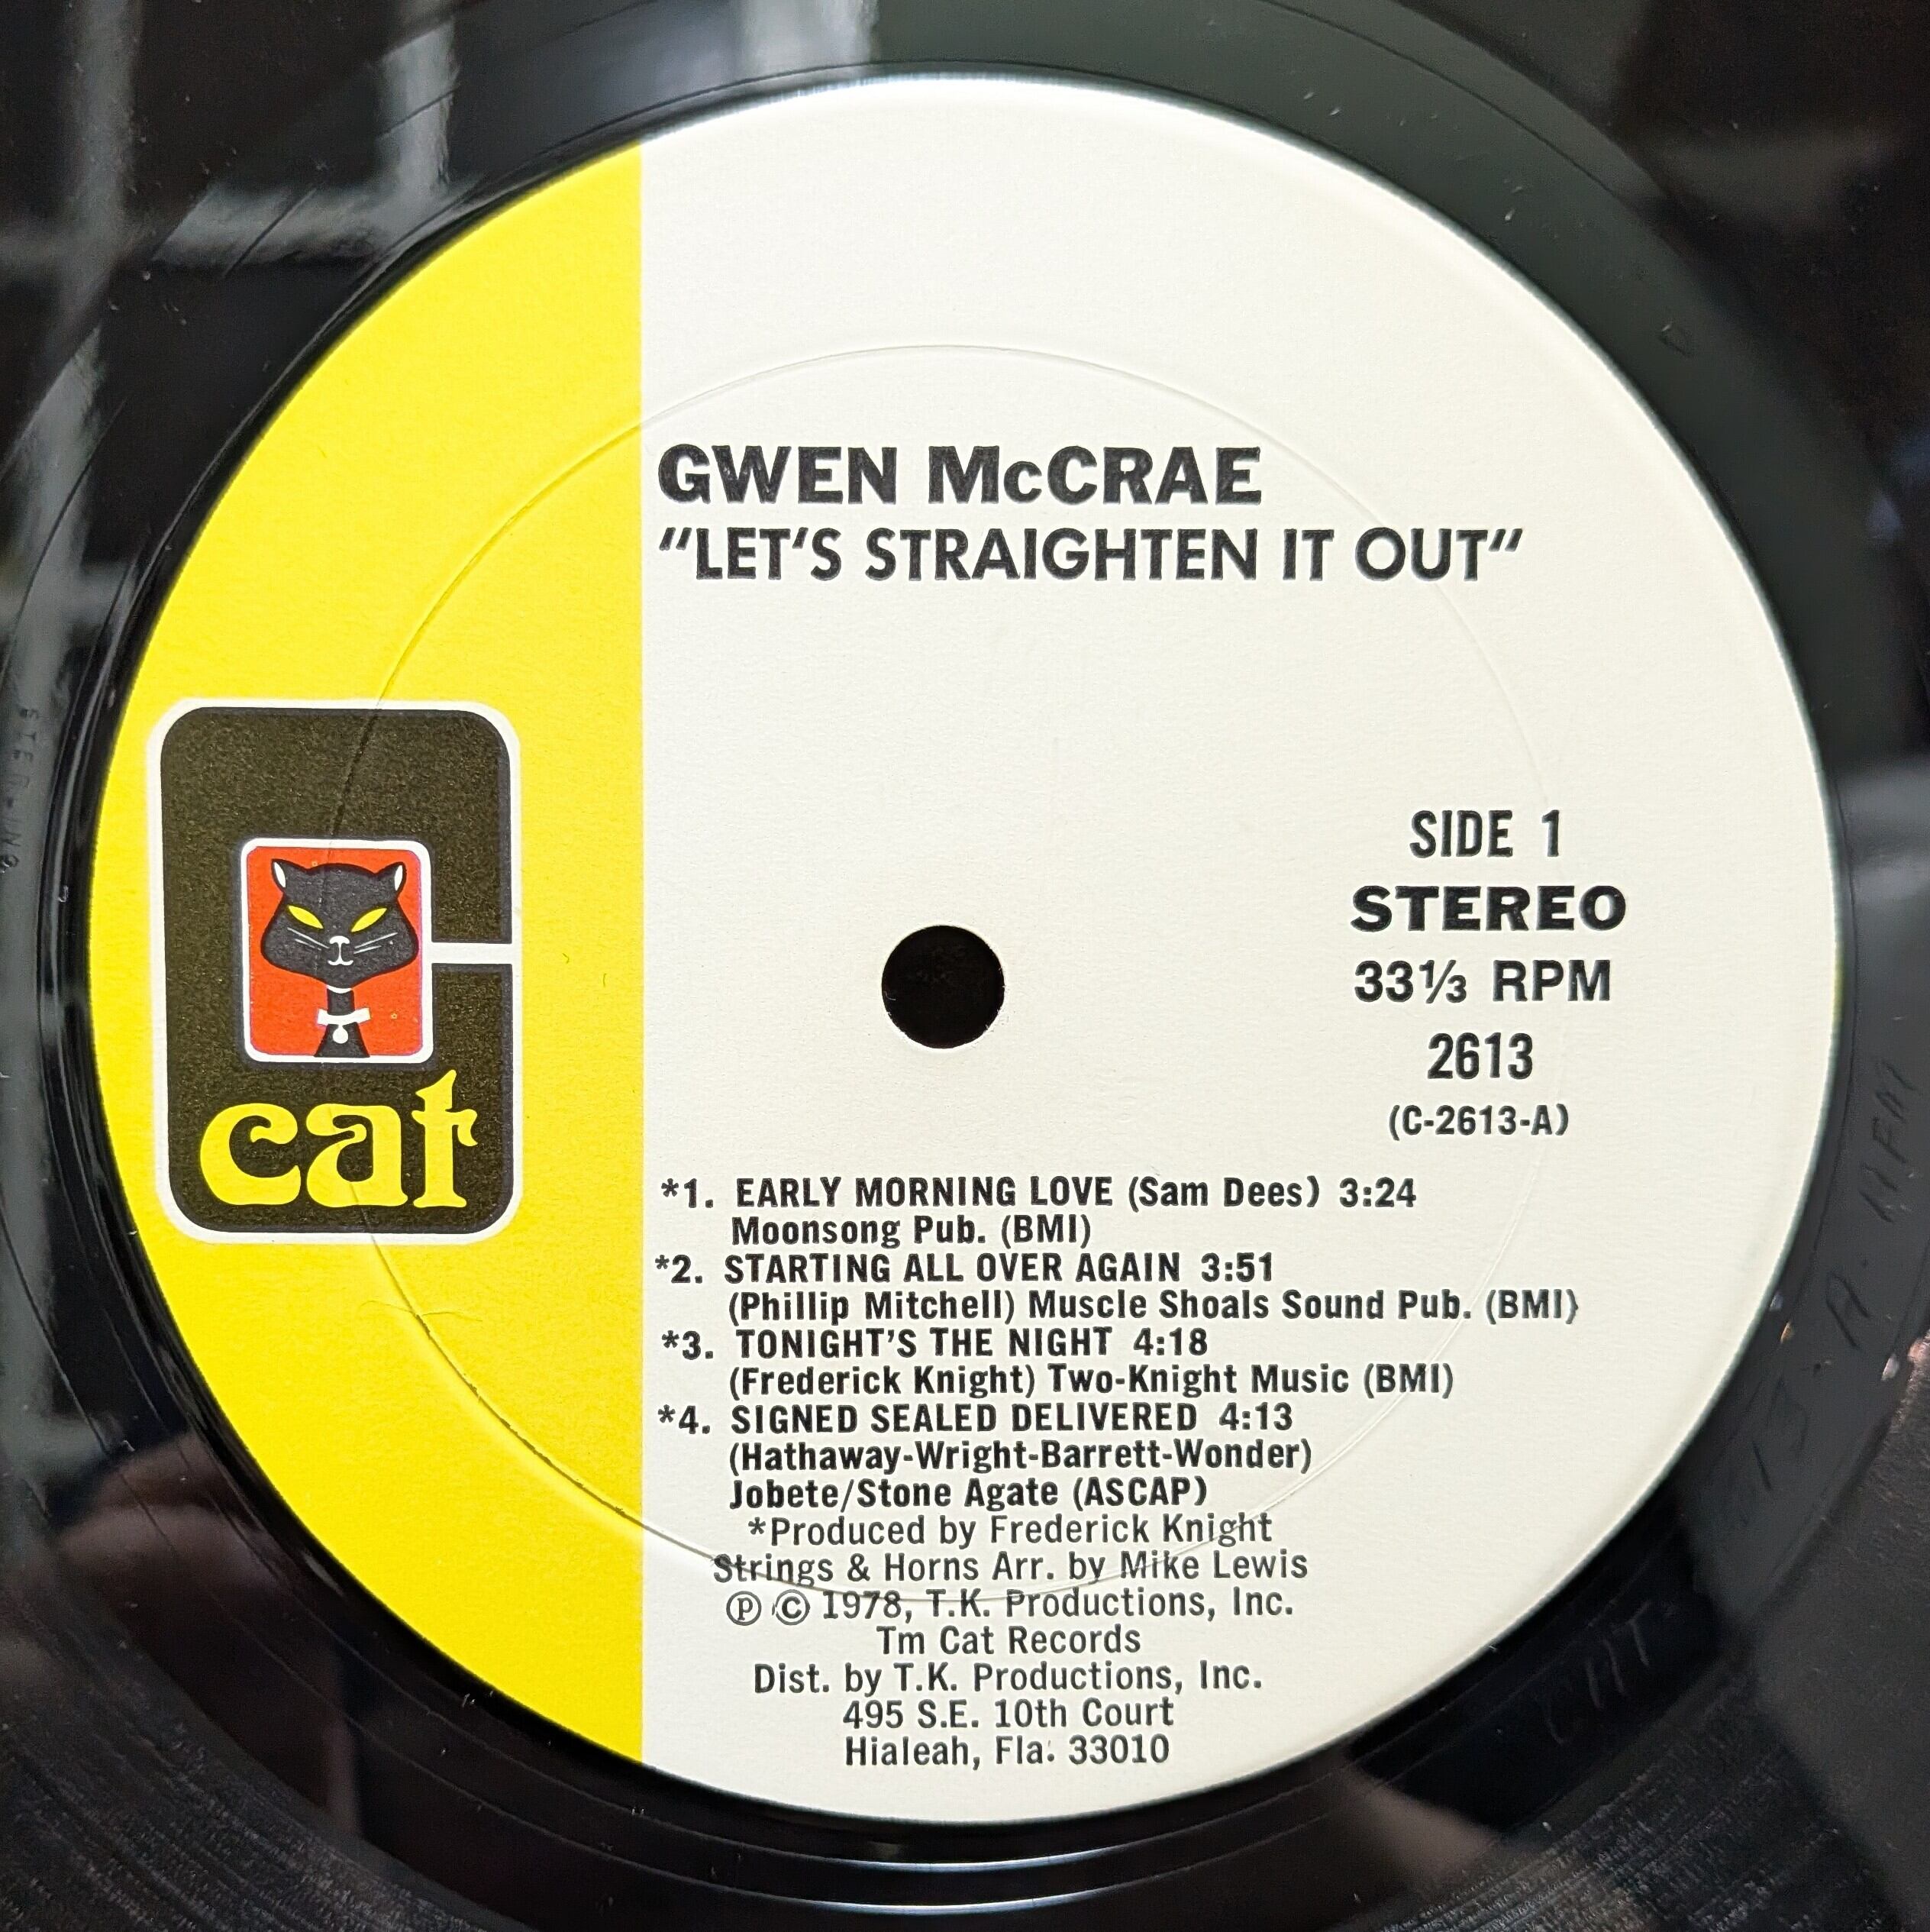 GWEN McCRAE
"LET'S STRAIGHTEN IT OUT"
SIDE 1
STEREO
33⅓ RPM
2613
(C-2613-A)
cat
*1. EARLY MORNING LOVE (Sam Dees) 3:24
Moonsong Pub. (BMI)
*2. STARTING ALL OVER AGAIN 3:51
(Phillip Mitchell) Muscle Shoals Sound Pub. (BMI)
*3. TONIGHT'S THE NIGHT 4:18
(Frederick Knight) Two-Knight Music (BMI)
*4. SIGNED SEALED DELIVERED 4:13
(Hathaway-Wright-Barrett-Wonder)
Jobete/Stone Agate (ASCAP)
*Produced by Frederick Knight
Strings & Horns Arr. by Mike Lewis
℗ © 1978, T.K. Productions, Inc.
Tm Cat Records
Dist. by T.K. Productions, Inc.
495 S.E. 10th Court
Hialeah, Fla. 33010
STERLING